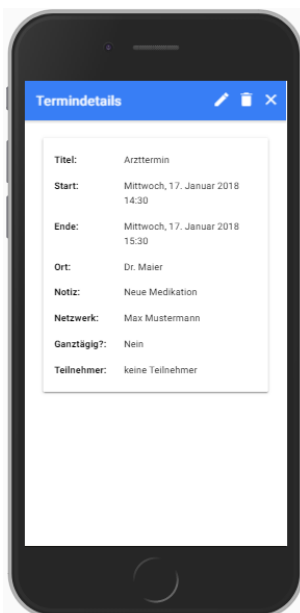 Termindetails
Titel: Arzttermin
Start: Mittwoch, 17. Januar 2018
14:30
Ende: Mittwoch, 17. Januar 2018
15:30
Ort: Dr. Maier
Notiz: Neue Medikation
Netzwerk: Max Mustermann
Ganztägig?: Nein
Teilnehmer: keine Teilnehmer